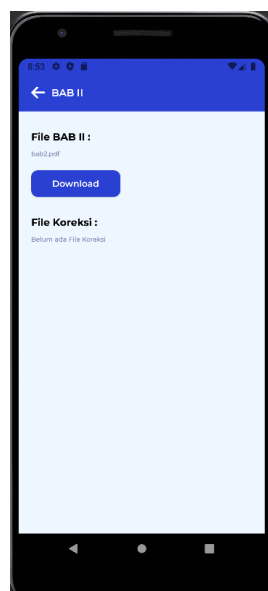 8:53
BAB II
File BAB II :
bab2.pdf
Download
File Koreksi :
Belum ada File Koreksi